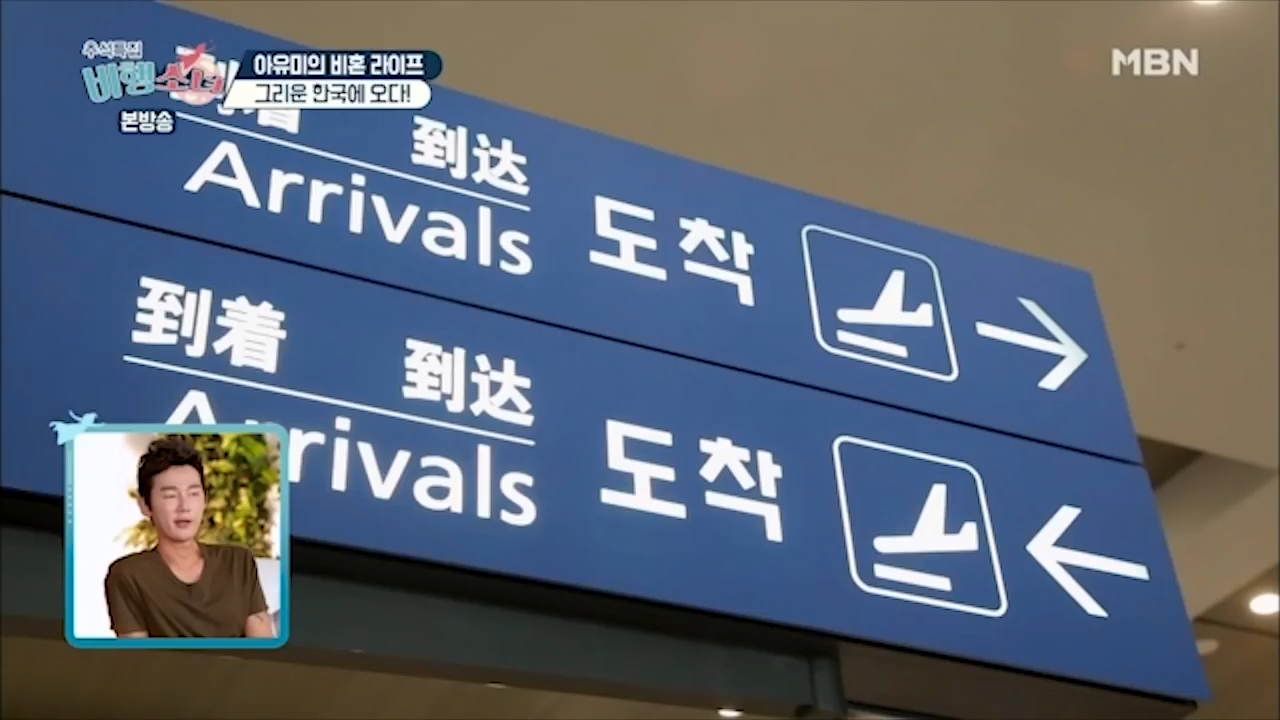 추석특집
비행소녀
본방송
아유미의 비혼 라이프
그리운 한국에 오다!
MBN
到着 到达
Arrivals 도착
到着 到达
Arrivals 도착